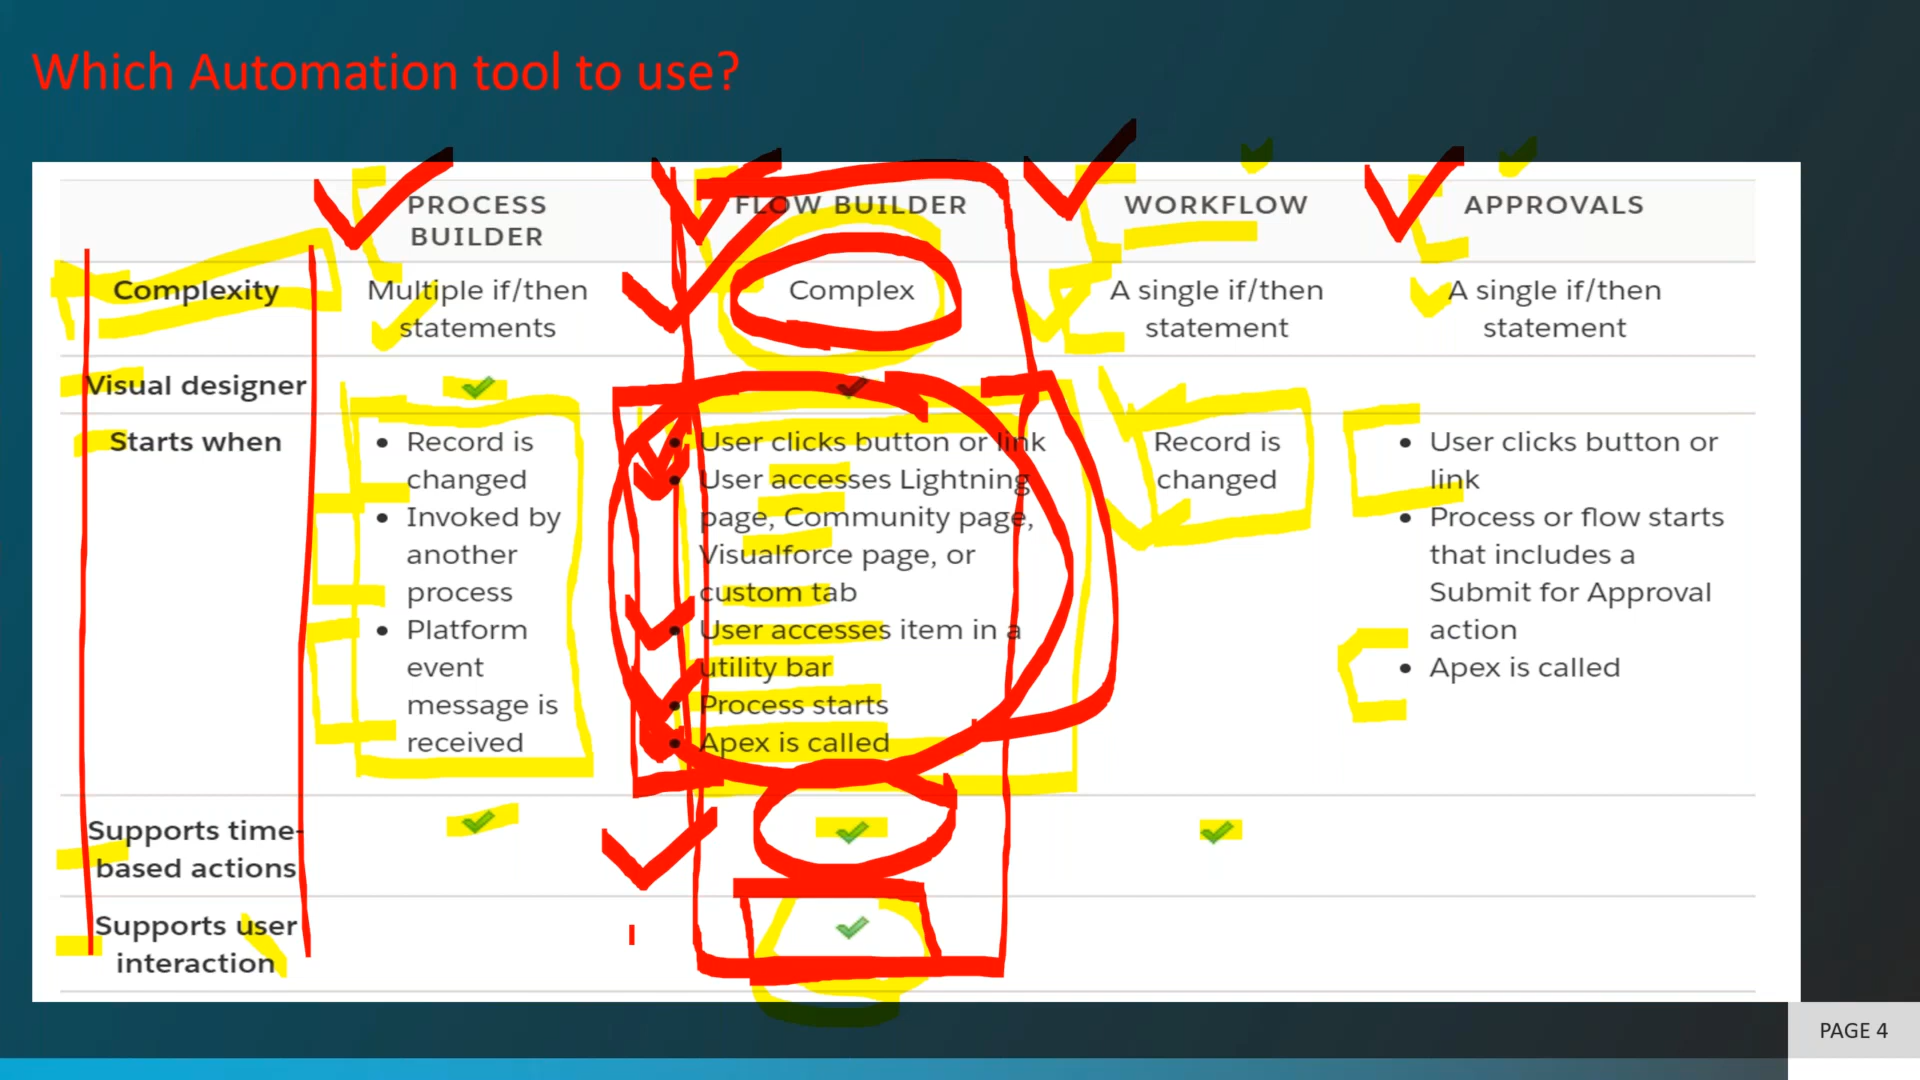 Which Automation tool to use?
PROCESS BUILDER
FLOW BUILDER
WORKFLOW
APPROVALS
Complexity
Multiple if/then
statements
Complex
A single if/then
statement
A single if/then
statement
Visual designer
Starts when
• Record is
changed
• Invoked by
another
process
• Platform
event
message is
received
• User clicks button or link
• User accesses Lightning
page, Community page,
Visualforce page, or
custom tab
• User accesses item in a
utility bar
• Process starts
• Apex is called
Record is
changed
• User clicks button or
link
• Process or flow starts
that includes a
Submit for Approval
action
• Apex is called
Supports time-
based actions
Supports user
interaction
PAGE 4